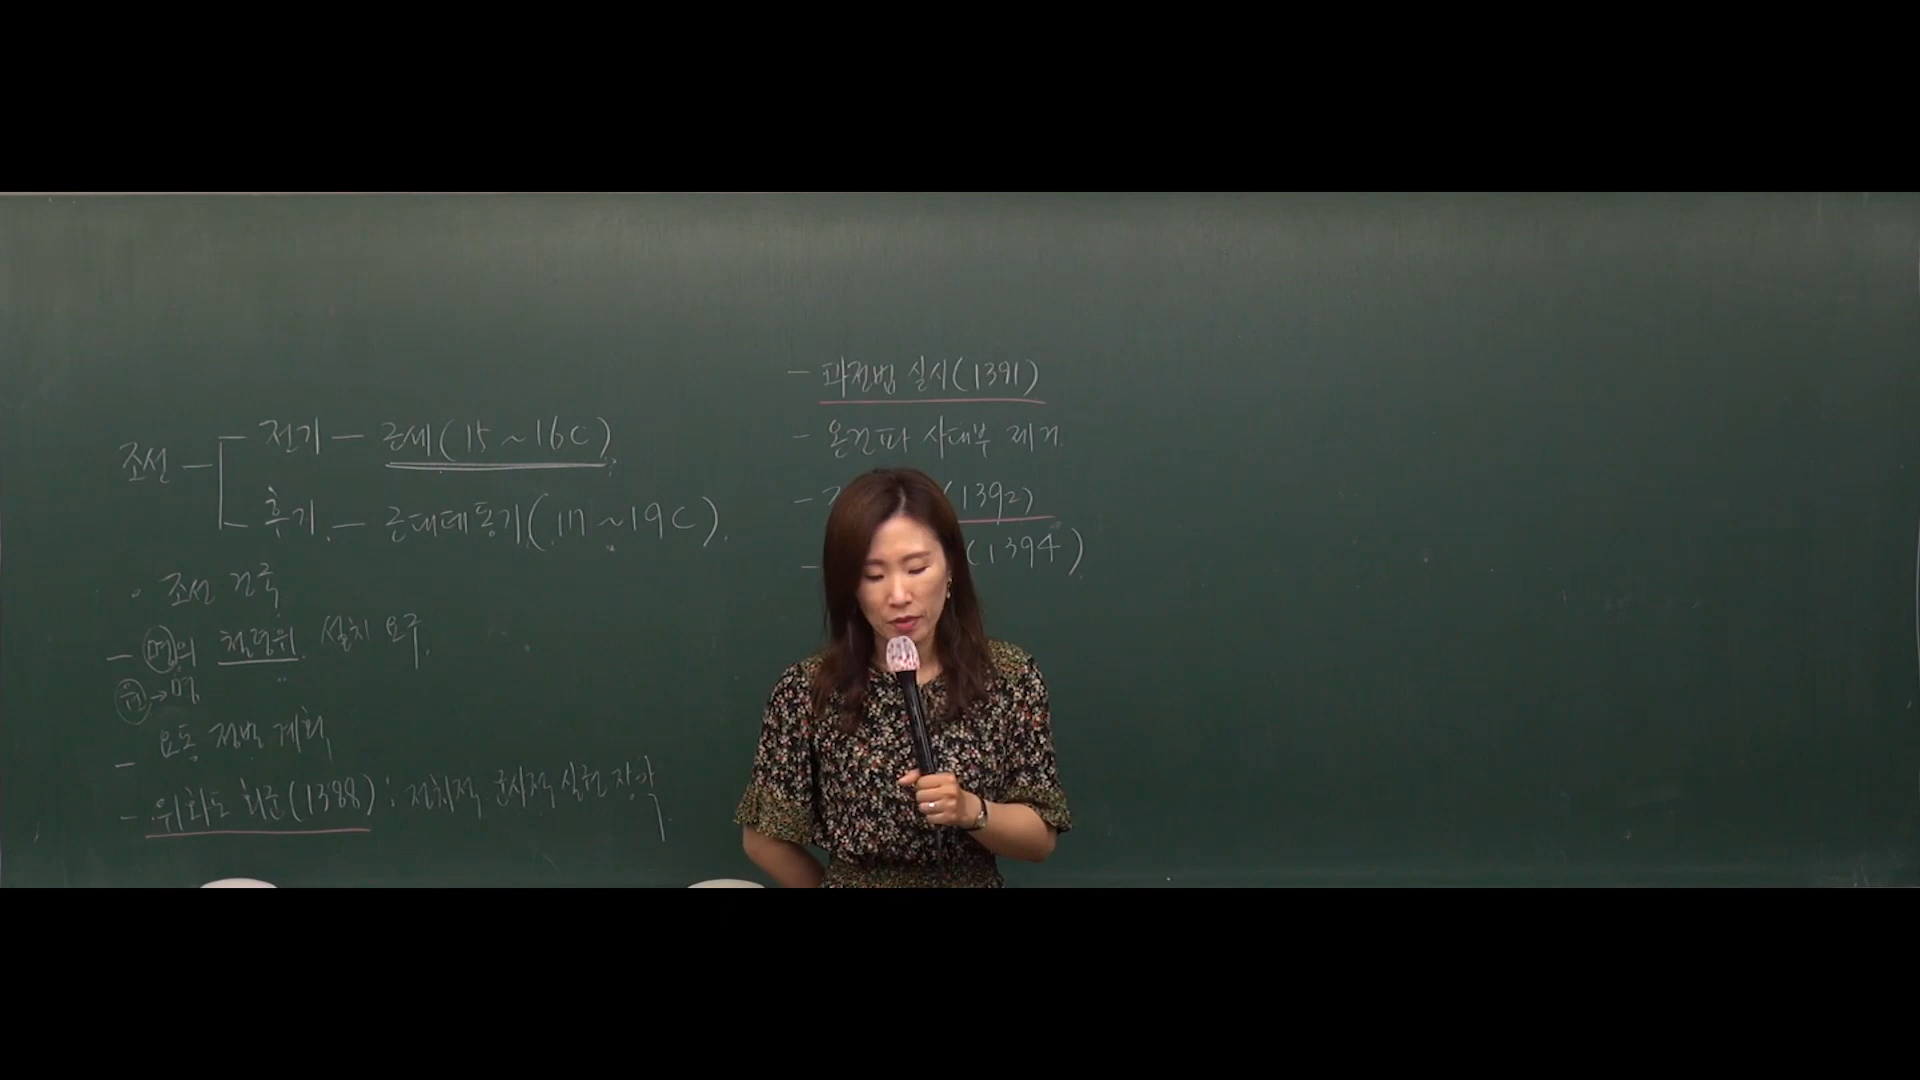 조선 ─ 전기 ─ 근세(15~16C)
후기 ─ 근대태동기(17~19C)
· 조선 건국
- 명의 철령위 설치 요구
원→명
- 요동 정벌 계획
- 위화도 회군(1388) : 정치적 군사적 실권 장악
- 과전법 실시(1391)
- 온건파 사대부 제거
- (1392)
- (1394)